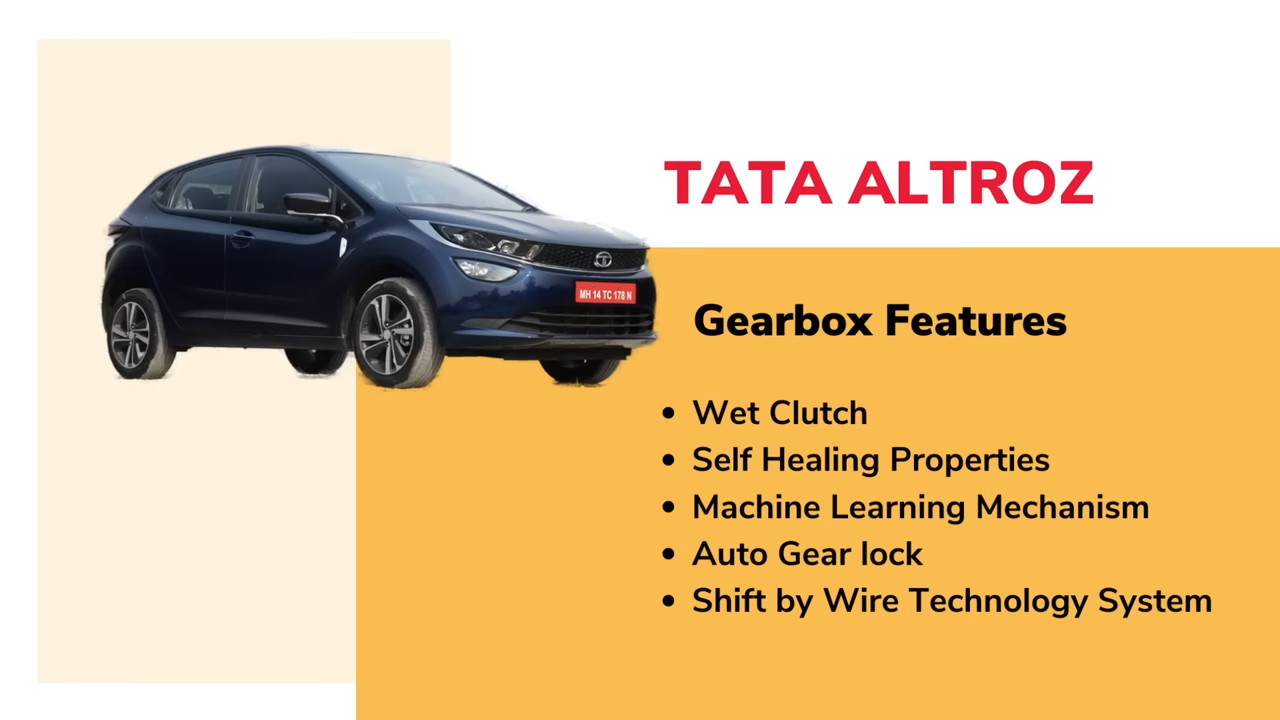 TATA ALTROZ
MH 14 TC 178 N
Gearbox Features
• Wet Clutch
• Self Healing Properties
• Machine Learning Mechanism
• Auto Gear lock
• Shift by Wire Technology System